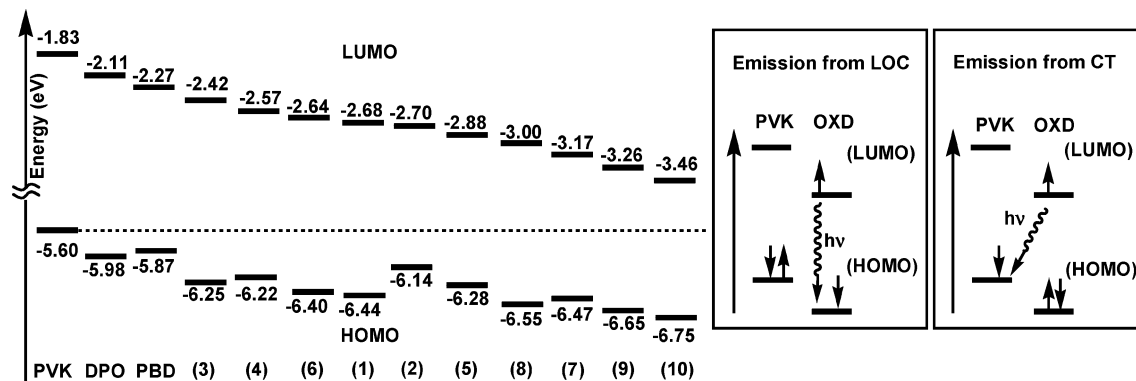 -1.83
-2.11
-2.27
-2.42
-2.57
-2.64
-2.68
-2.70
-2.88
-3.00
-3.17
-3.26
-3.46
LUMO
Energy (eV)
-5.60
-5.98
-5.87
-6.25
-6.22
-6.40
-6.44
-6.14
-6.28
-6.55
-6.47
-6.65
-6.75
HOMO
PVK DPO PBD (3) (4) (6) (1) (2) (5) (8) (7) (9) (10)
Emission from LOC
PVK OXD
(LUMO)
hν
(HOMO)
Emission from CT
PVK OXD
(LUMO)
hν
(HOMO)